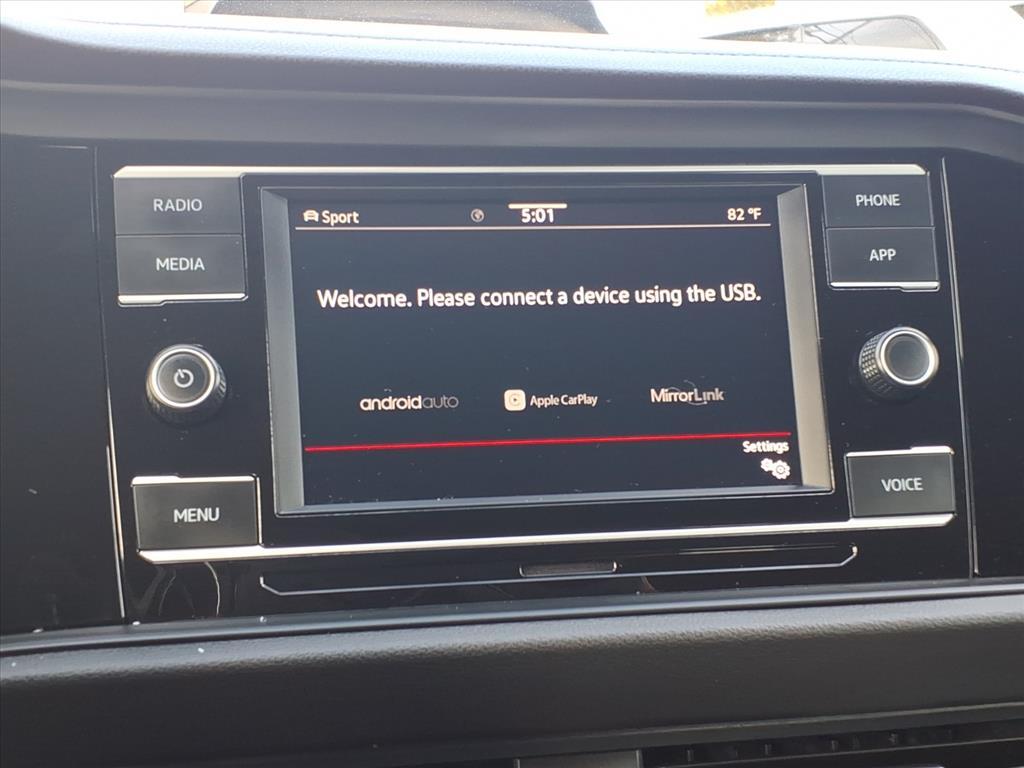 RADIO
MEDIA
MENU
Sport
5:01
82 °F
Welcome. Please connect a device using the USB.
androidauto
Apple CarPlay
MirrorLink
Settings
PHONE
APP
VOICE